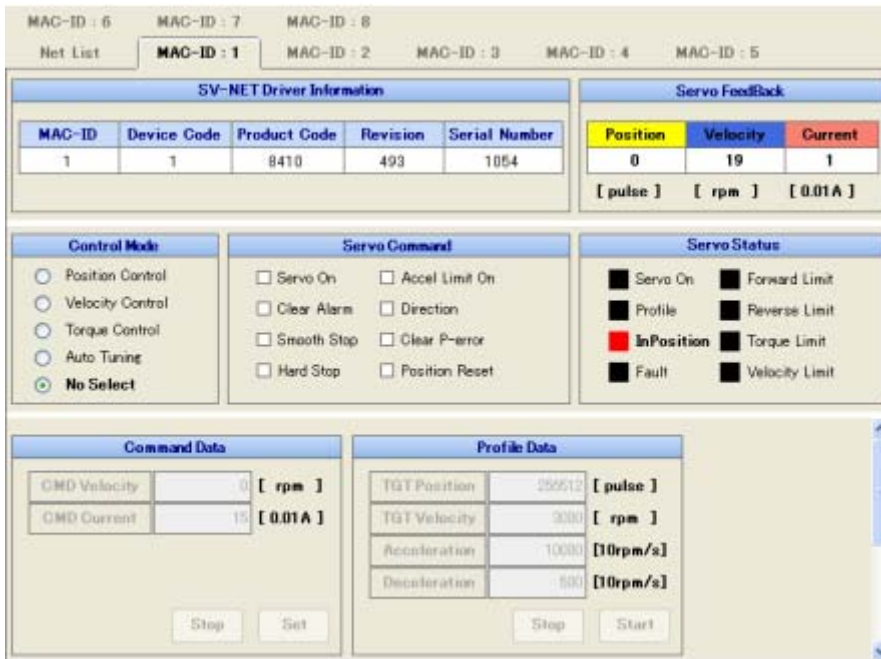 MAC-ID : 6 MAC-ID : 7 MAC-ID : 8
Net List MAC-ID : 1 MAC-ID : 2 MAC-ID : 3 MAC-ID : 4 MAC-ID : 5
SV-NET Driver Information
MAC-ID Device Code Product Code Revision Serial Number
1 1 8410 493 1054
Servo FeedBack
Position Velocity Current
0 19 1
[ pulse ] [ rpm ] [ 0.01A ]
Control Mode
Position Control
Velocity Control
Torque Control
Auto Tuning
No Select
Servo Command
Servo On Accel Limit On
Clear Alarm Direction
Smooth Stop Clear P-error
Hard Stop Position Reset
Servo Status
Servo On Forward Limit
Profile Reverse Limit
InPosition Torque Limit
Fault Velocity Limit
Command Data
CMD Velocity 0 [ rpm ]
CMD Current 15 [ 0.01A ]
Stop Set
Profile Data
TGT Position [ pulse ]
TGT Velocity 3000 [ rpm ]
Acceleration 10000 [10rpm/s]
Deceleration 500 [10rpm/s]
Stop Start